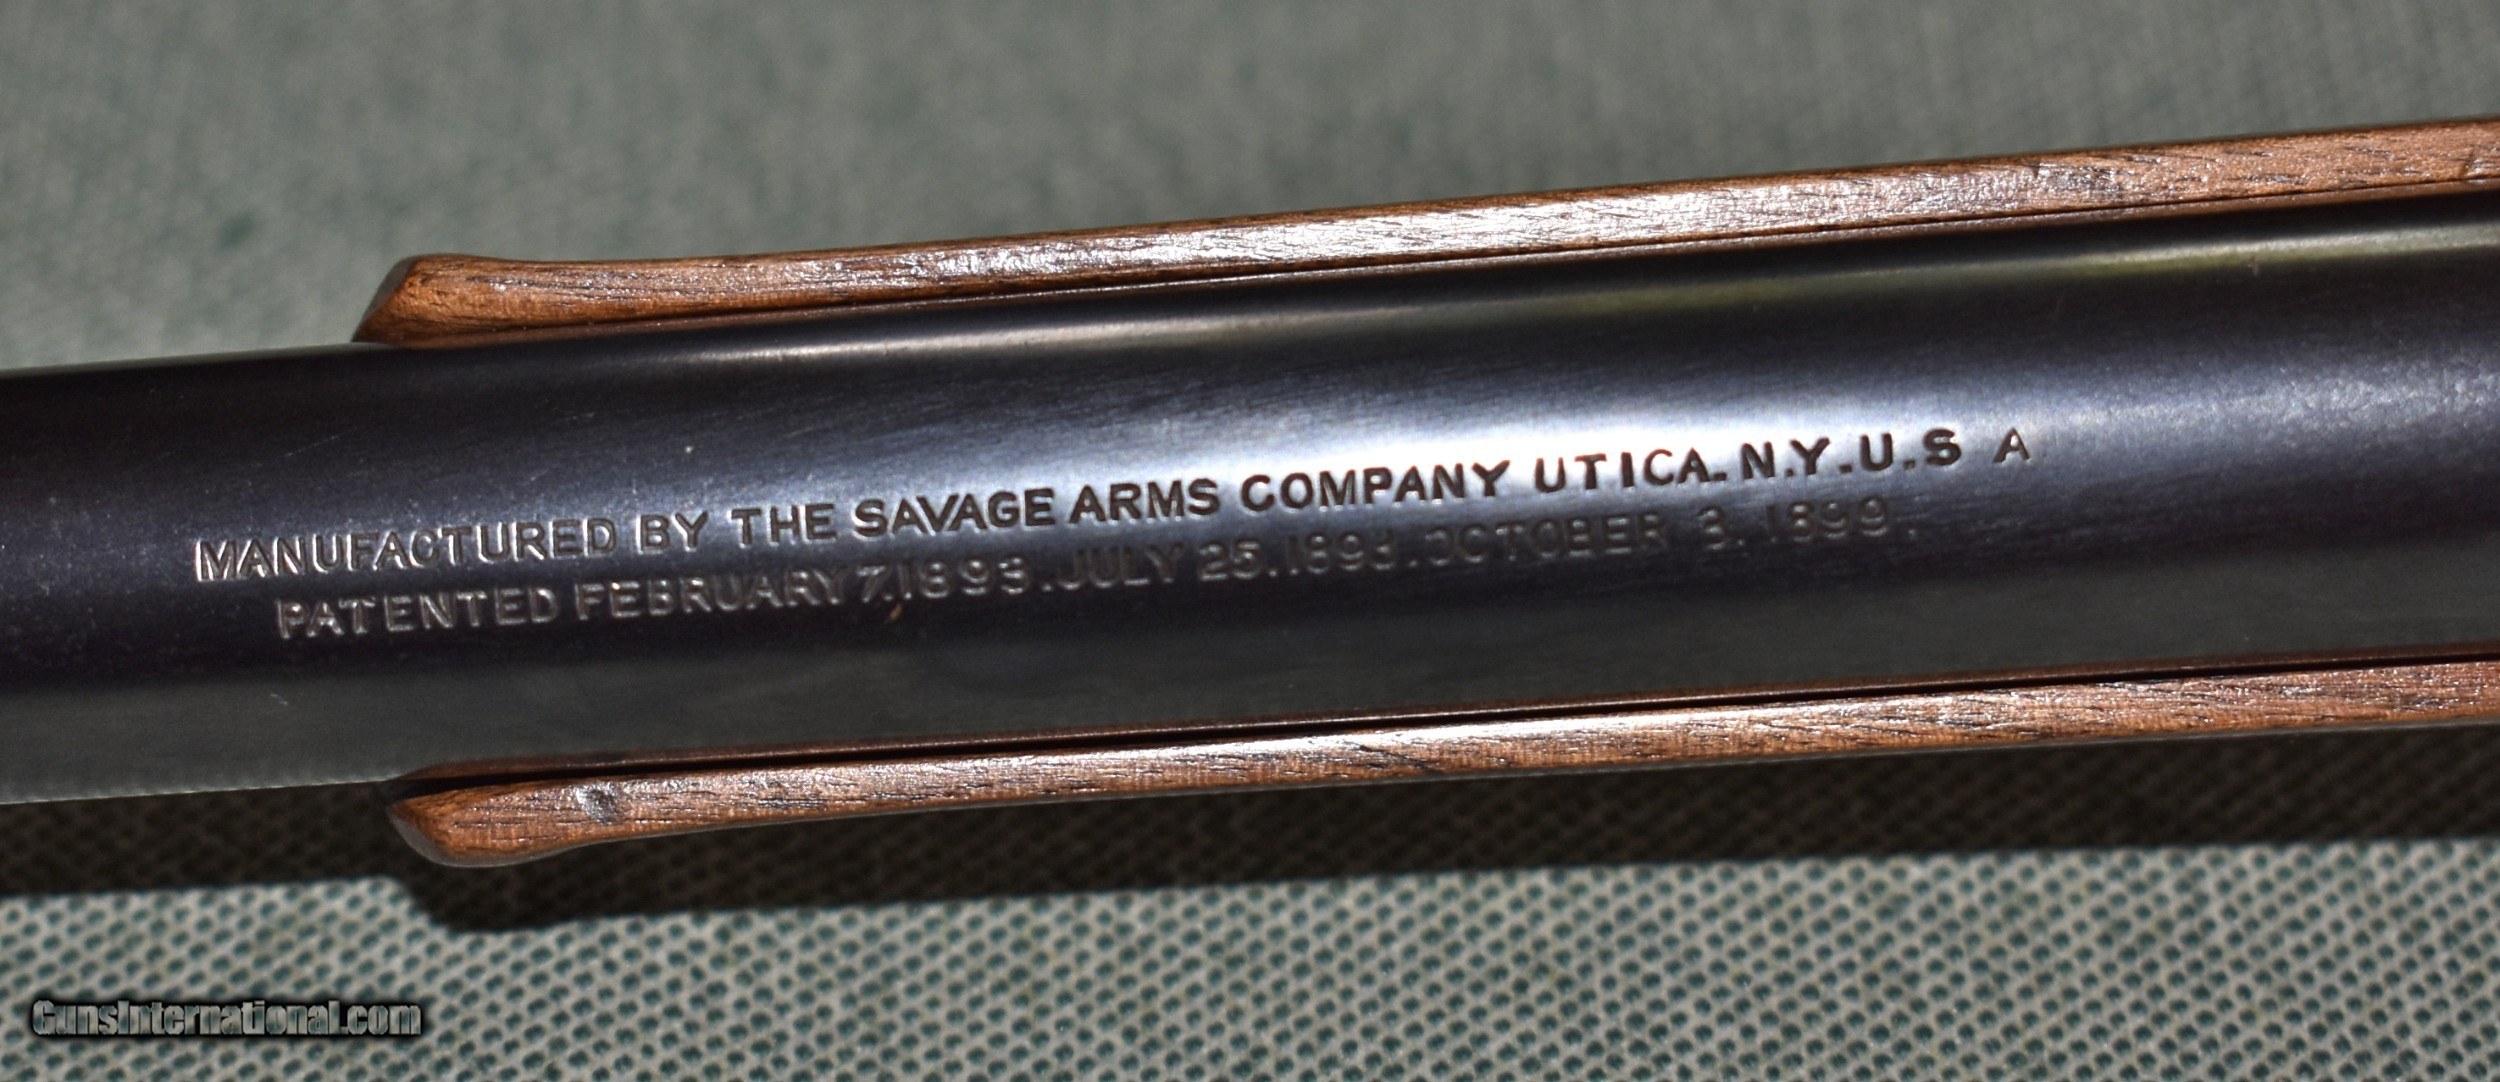 MANUFACTURED BY THE SAVAGE ARMS COMPANY UTICA. N.Y. U.S A
PATENTED FEBRUARY 7. 1893. JULY 25. 1893. OCTOBER 3. 1899.
GunsInternational.com